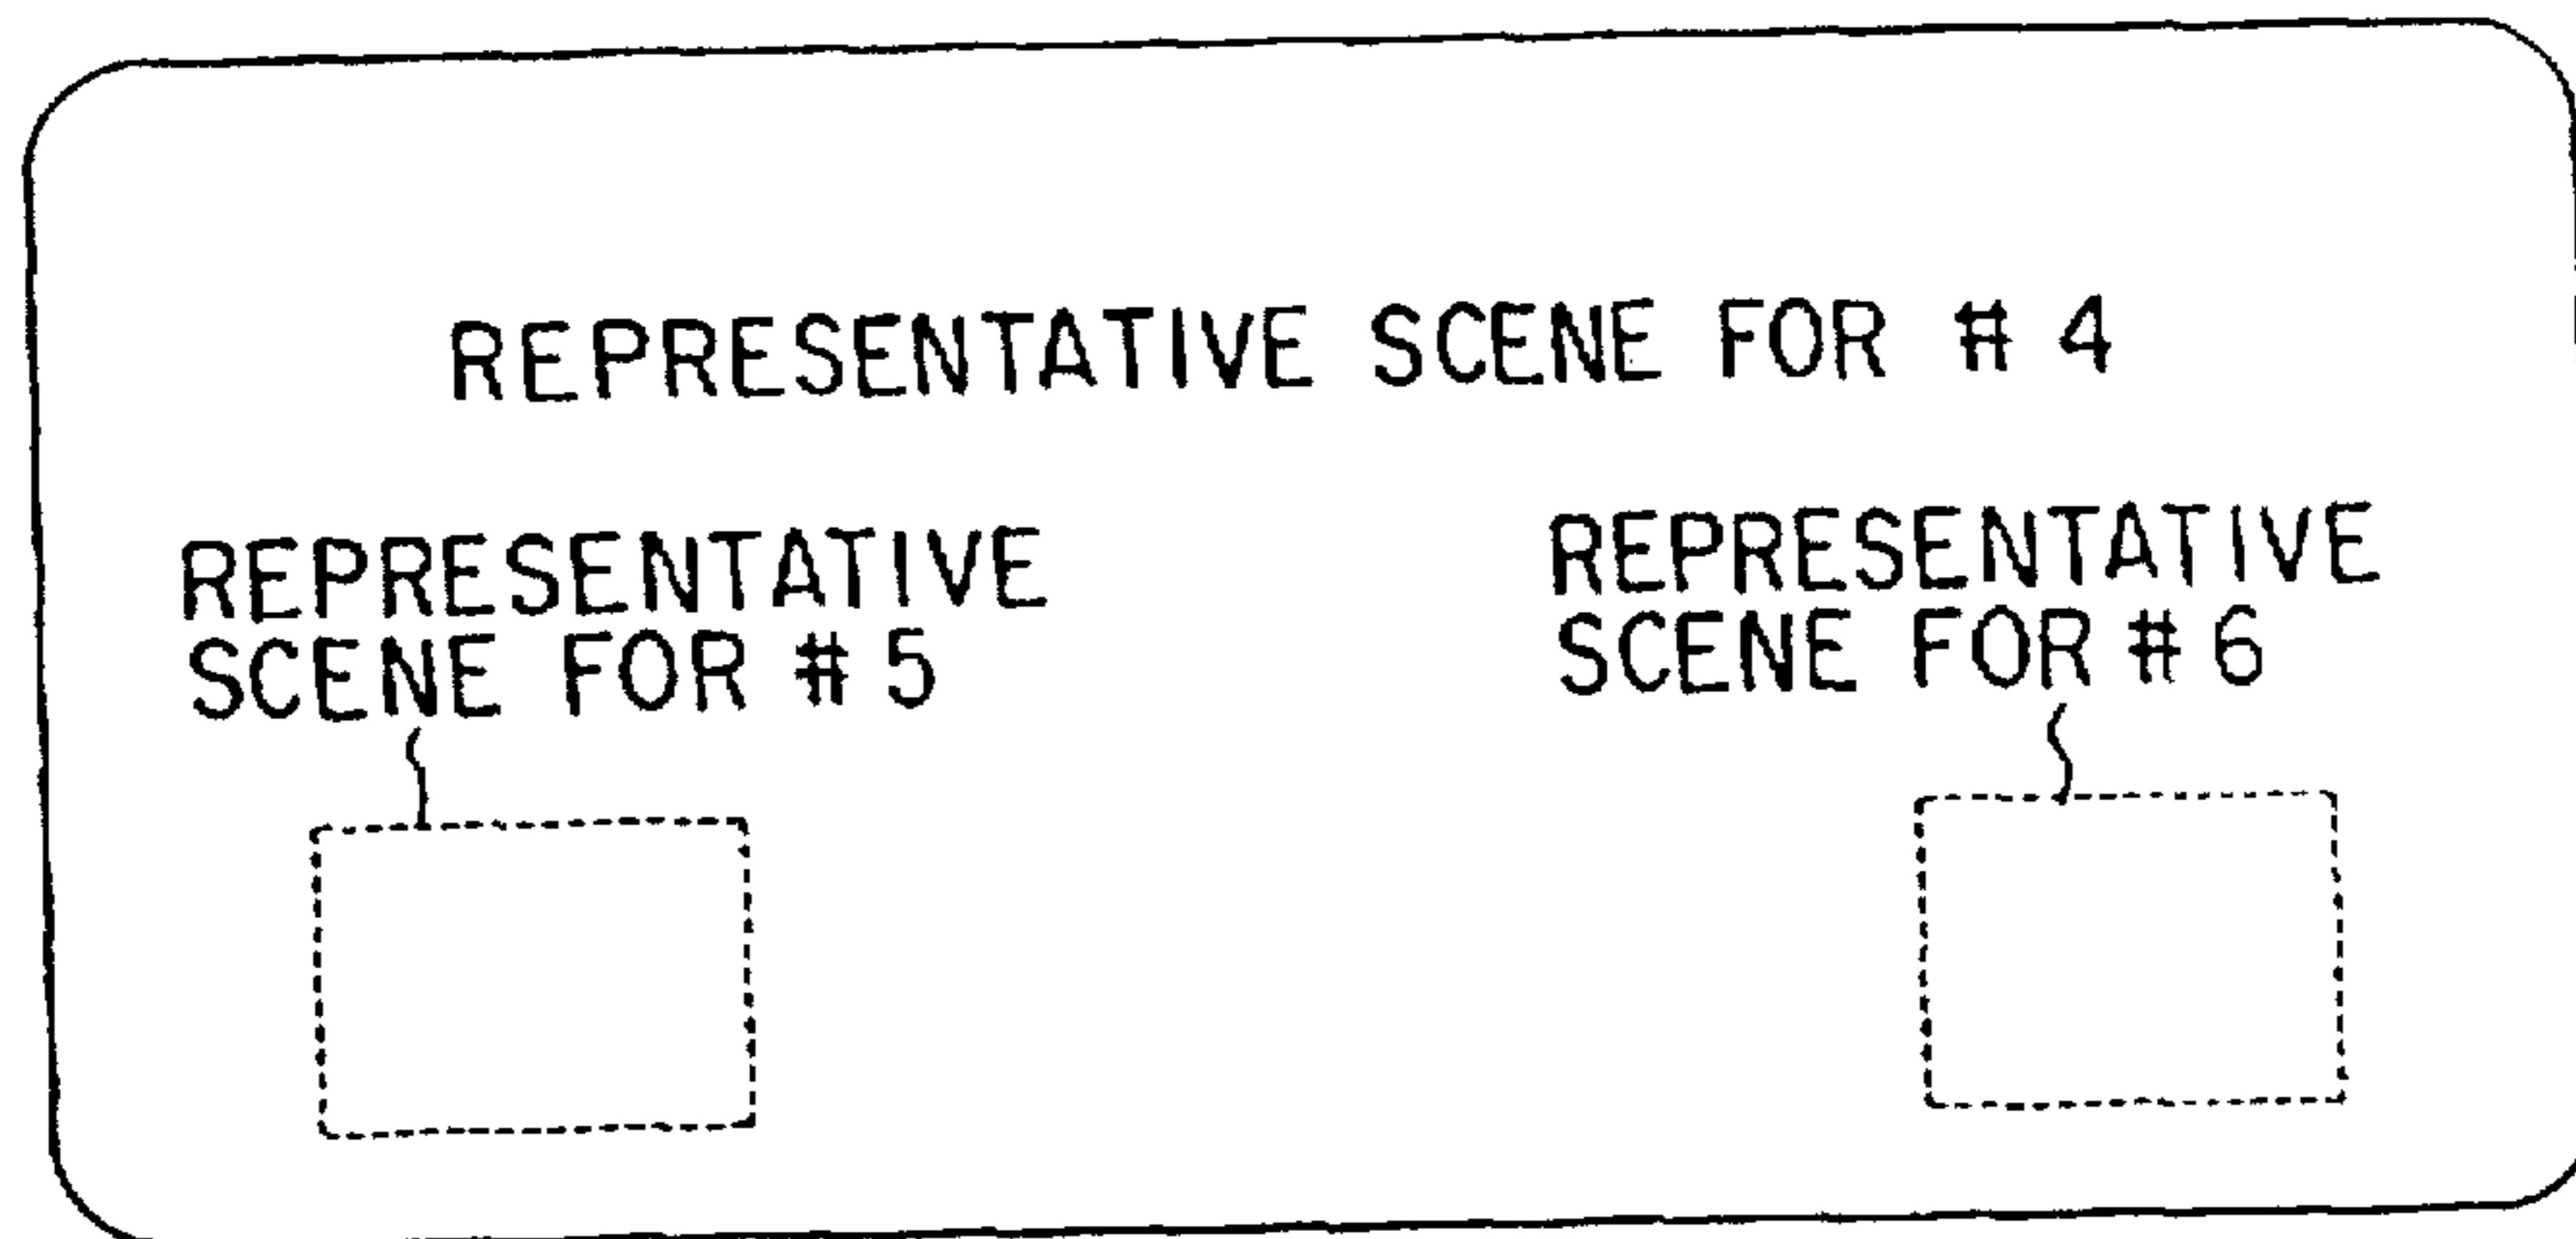 REPRESENTATIVE SCENE FOR # 4
REPRESENTATIVE
SCENE FOR # 5
REPRESENTATIVE
SCENE FOR # 6